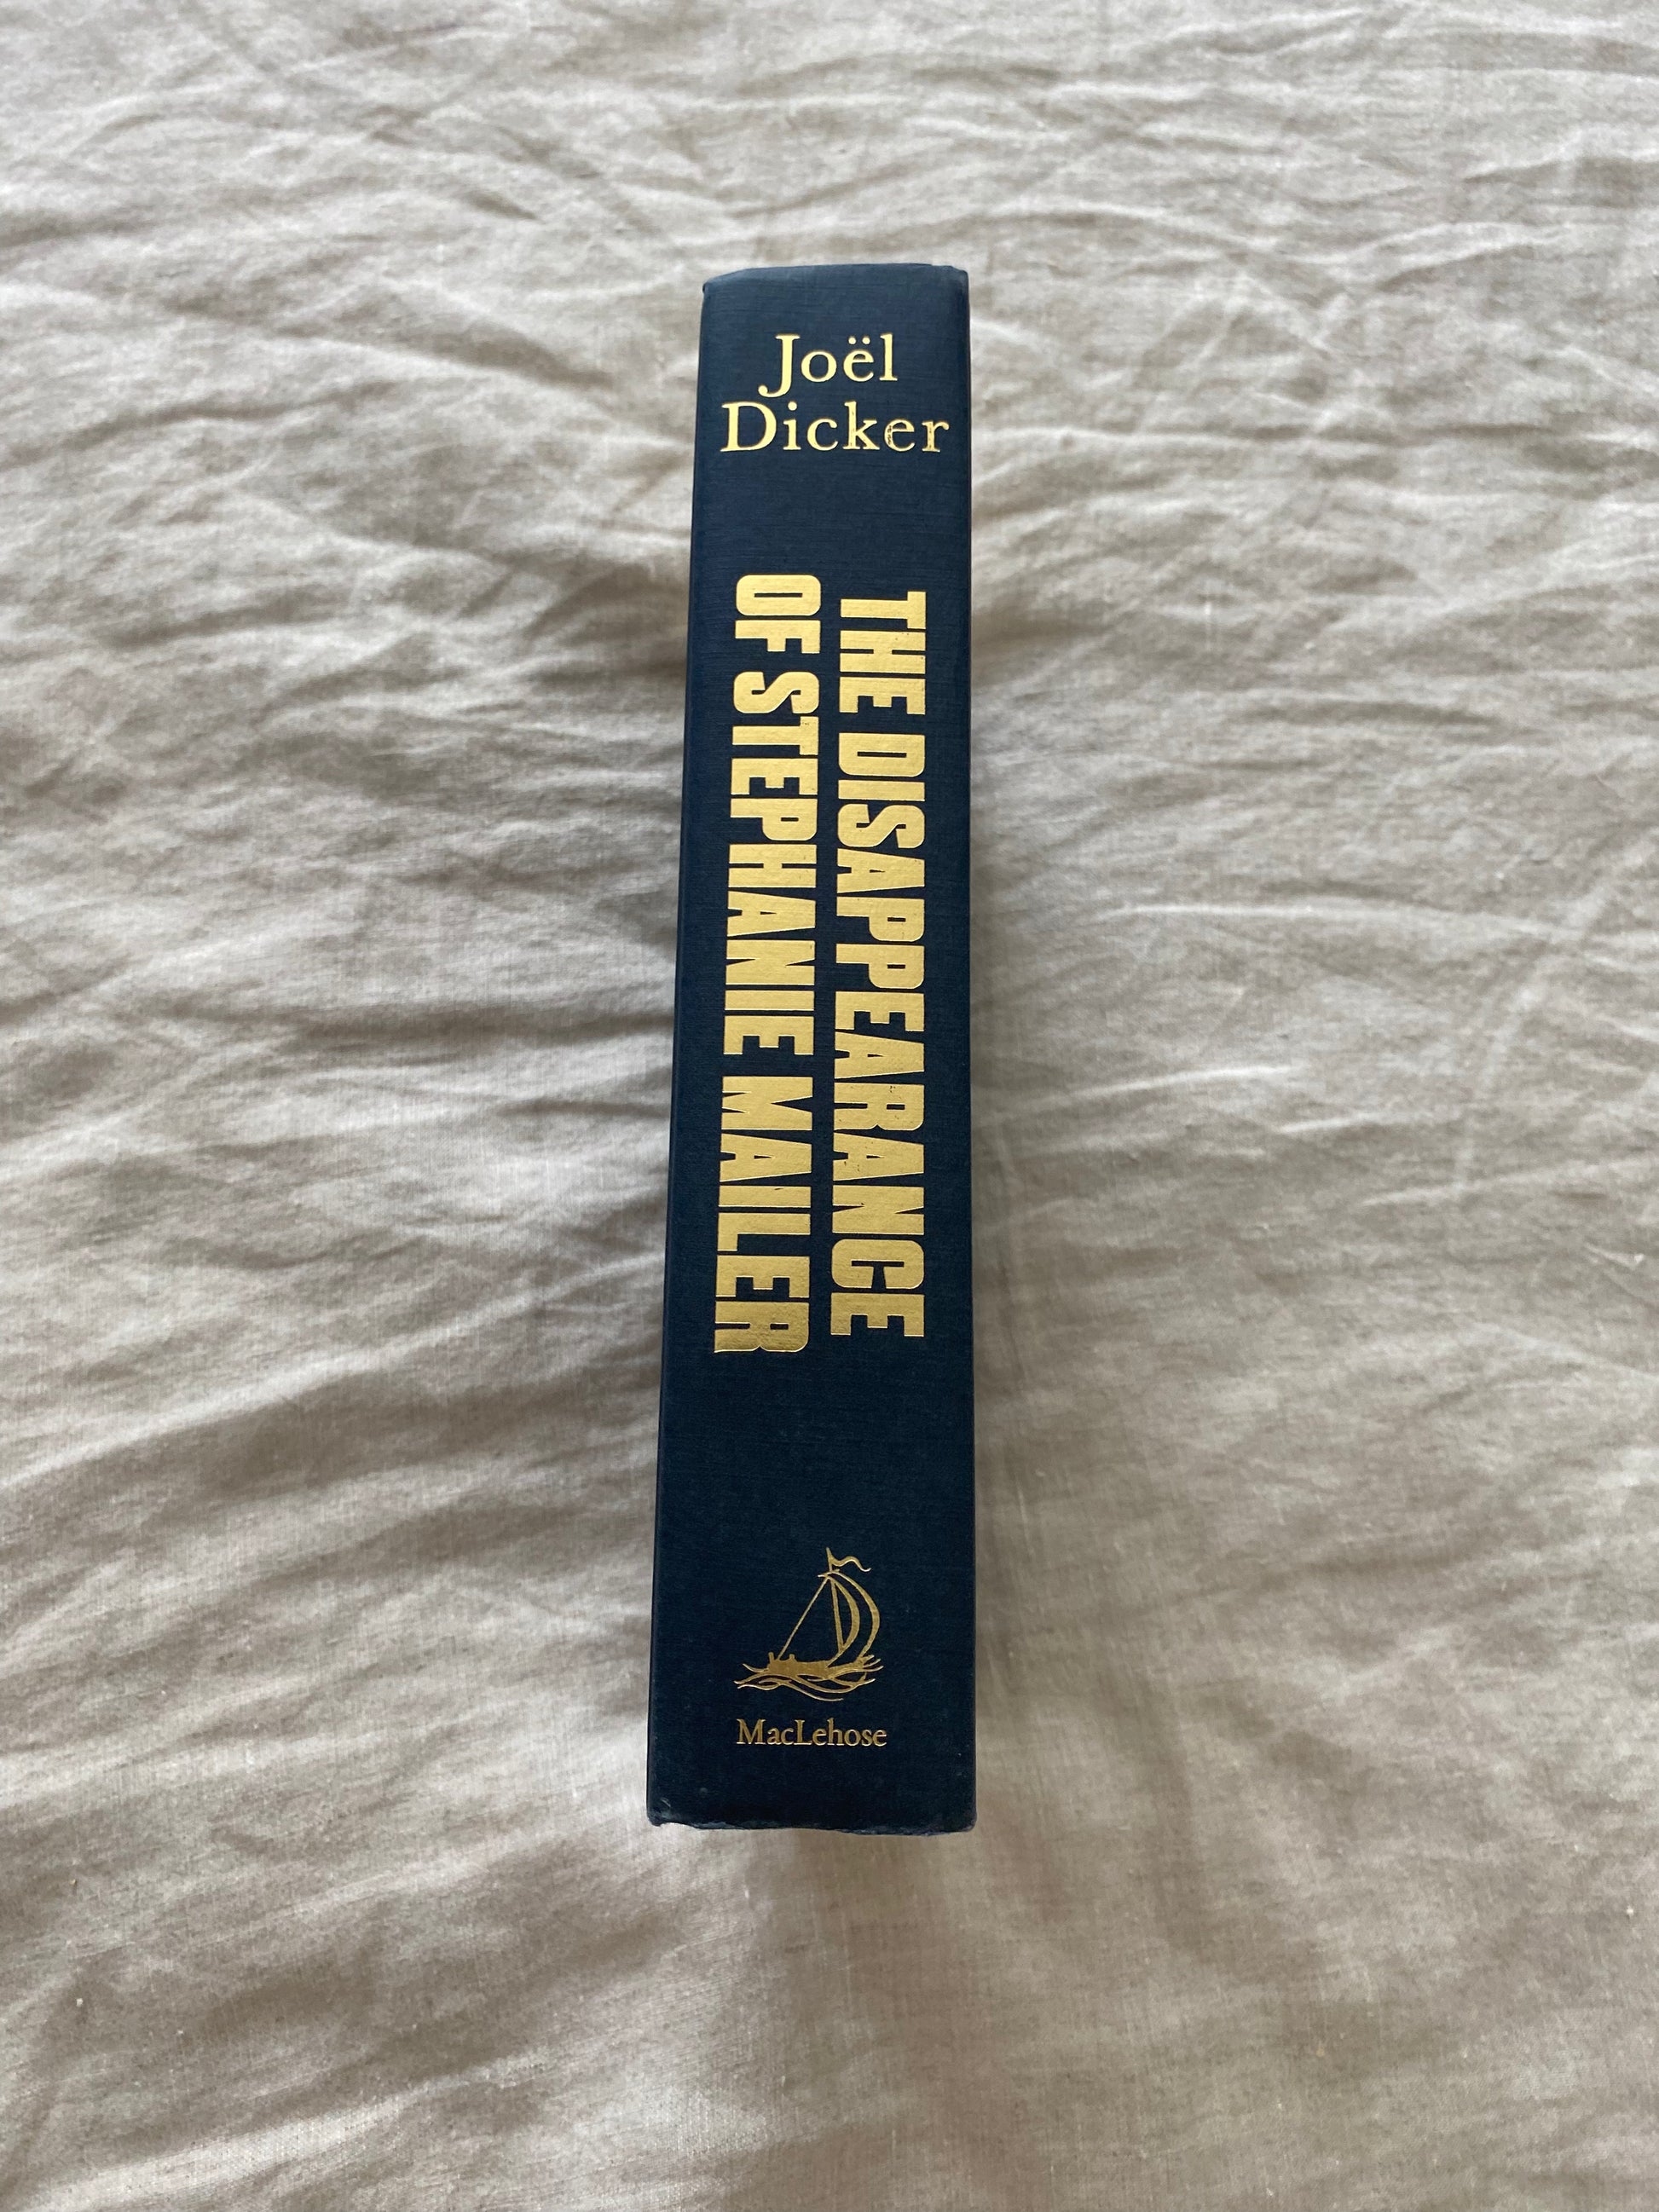 Joël
Dicker
THE DISAPPEARANCE
OF STEPHANIE MAILER
MacLehose